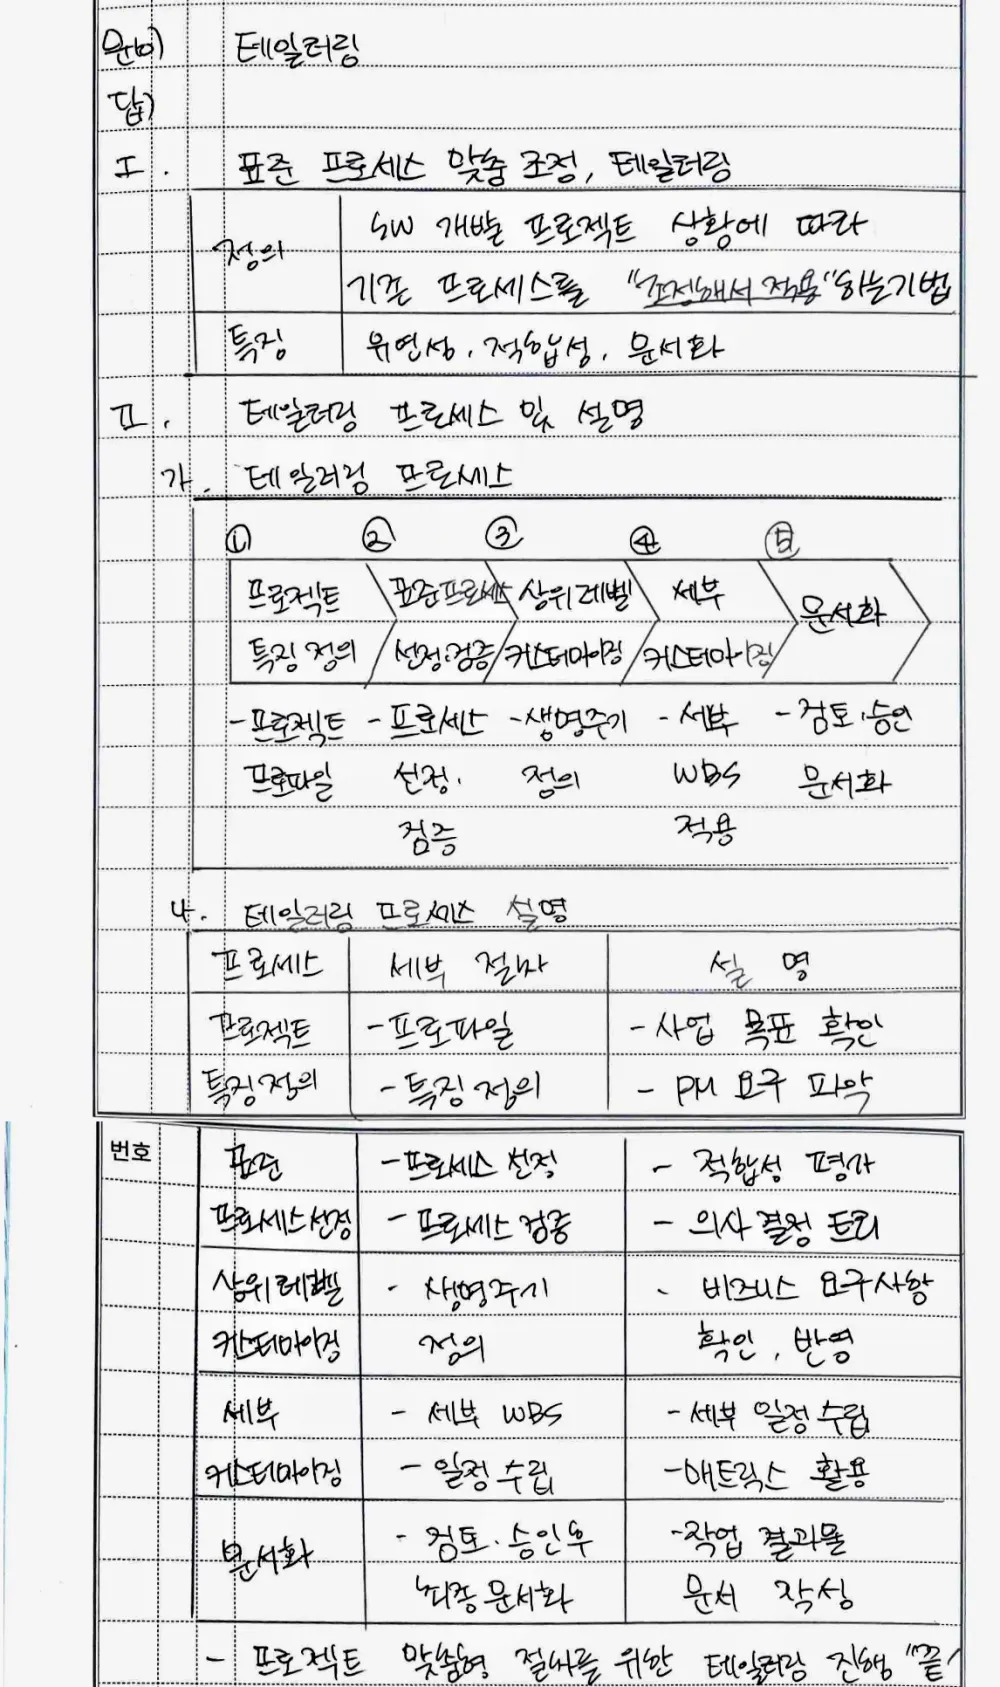 문 01) 테일러링
답)
I. 표준 프로세스 맞춤 조정, 테일러링
정의 SW 개발 프로젝트 상황에 따라
기존 프로세스를 "조정해서 적용"하는기법
특징 유연성, 적합성, 문서화
II. 테일러링 프로세스 및 설명
가. 테일러링 프로세스
① ② ③ ④ ⑤
프로젝트 표준프로세스 상위레벨 세부 문서화
특징 정의 선정·검증 커스터마이징 커스터마이징
-프로젝트 -프로세스 -생명주기 -세부 -검토·승인
프로파일 선정· 정의 WBS 문서화
검증 적용
나. 테일러링 프로세스 설명
프로세스 세부 절차 설 명
프로젝트 -프로파일 -사업 목표 확인
특징정의 -특징정의 - PM 요구 파악
번호 표준 -프로세스 선정 - 적합성 평가
프로세스선정 -프로세스 검증 - 의사결정 트리
상위레벨 - 생명주기 - 비즈니스 요구사항
커스터마이징 정의 확인, 반영
세부 - 세부 WBS -세부 일정 수립
커스터마이징 - 일정 수립 -매트릭스 활용
문서화 - 검토·승인 후 -작업 결과물
최종문서화 문서 작성
- 프로젝트 맞춤형 절차를 위한 테일러링 진행 "끝"